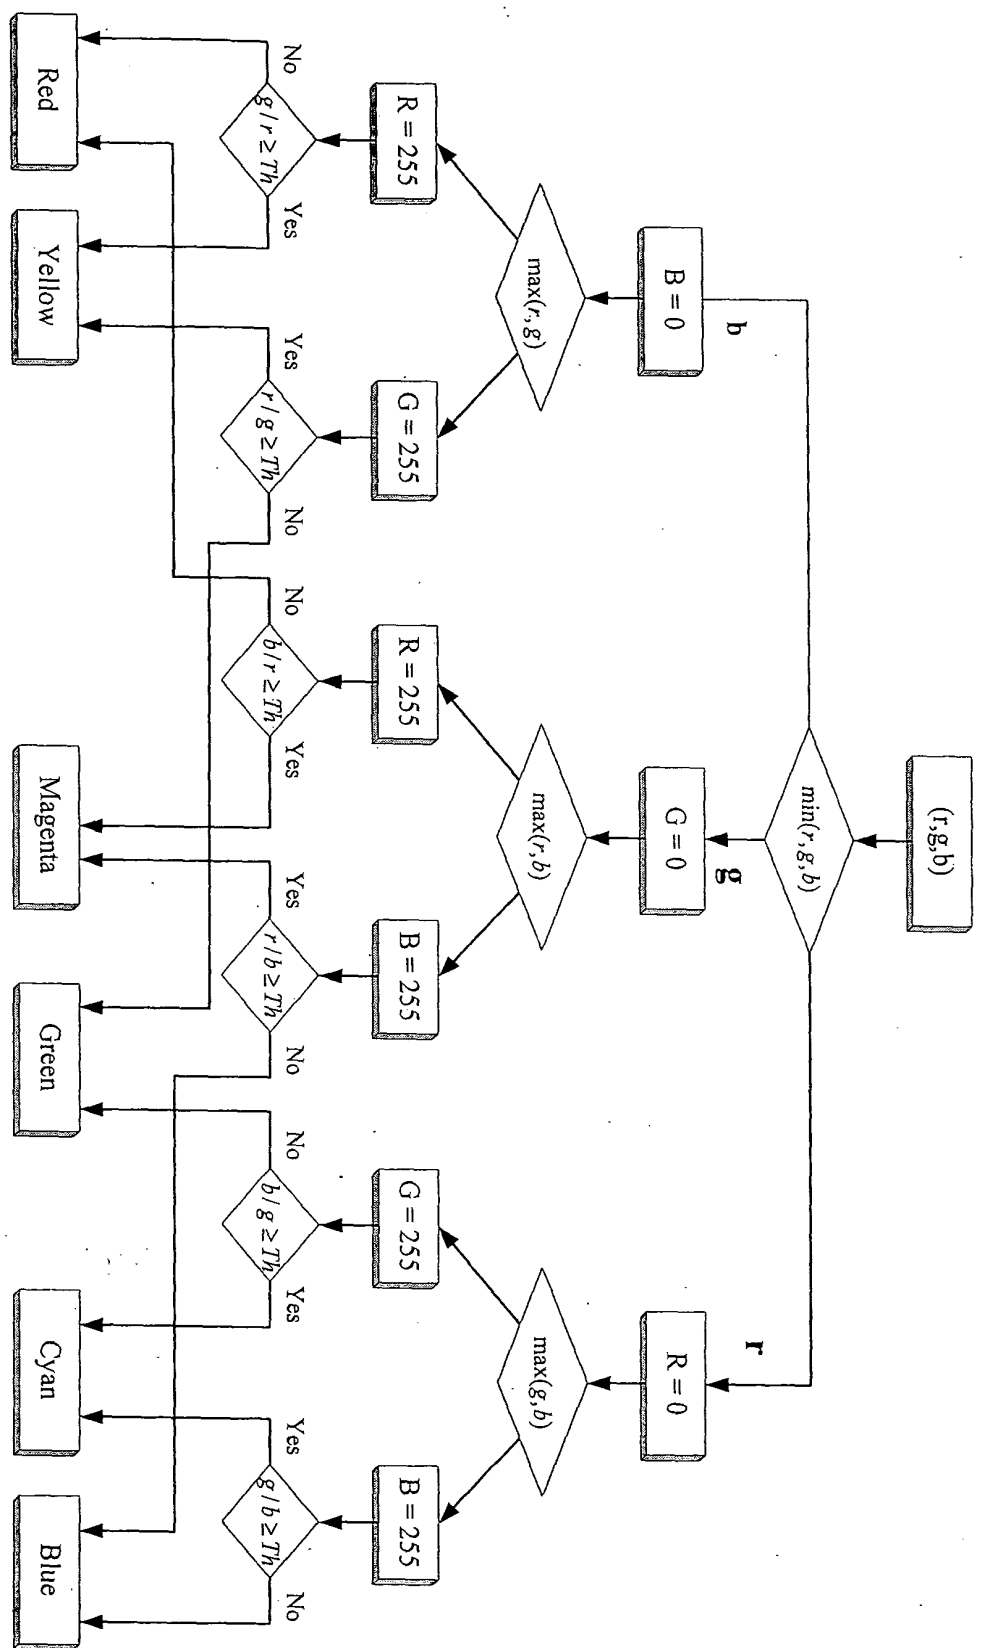 (r,g,b)
min(r, g, b)
b
g
r
B = 0
G = 0
R = 0
max(r, g)
max(r, b)
max(g, b)
R = 255
G = 255
R = 255
B = 255
G = 255
B = 255
No
g / r ≥ Th
Yes
Yes
r / g ≥ Th
No
No
b / r ≥ Th
Yes
Yes
r / b ≥ Th
No
No
b / g ≥ Th
Yes
Yes
g / b ≥ Th
No
Red
Yellow
Magenta
Green
Cyan
Blue